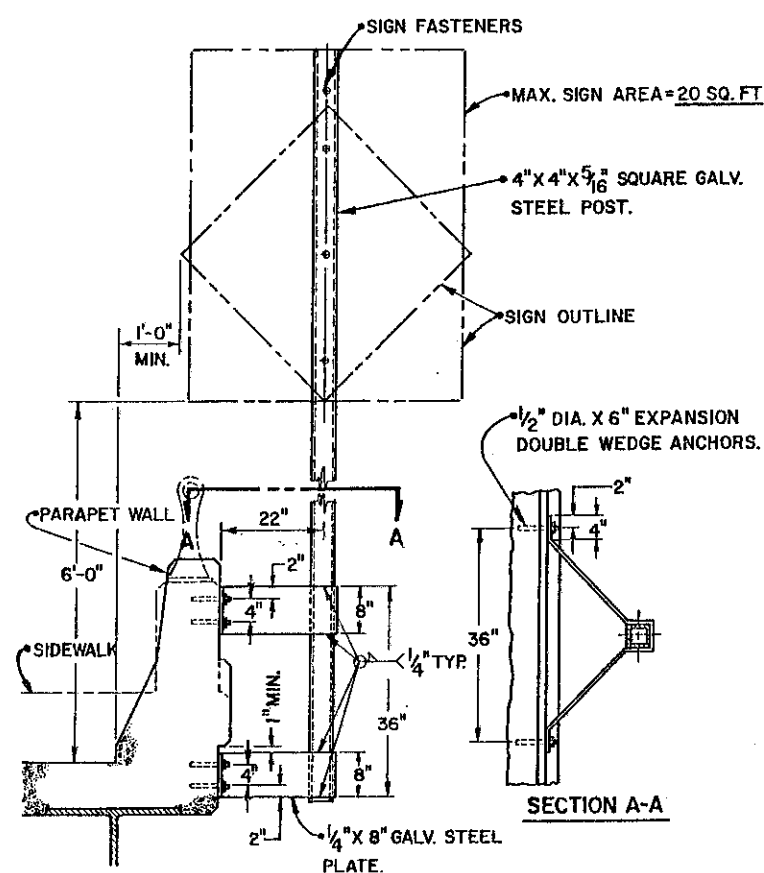 SIGN FASTENERS
MAX. SIGN AREA=20 SQ. FT
4"X 4"X 5/16" SQUARE GALV.
STEEL POST.
SIGN OUTLINE
1'-0"
MIN.
1/2" DIA. X 6" EXPANSION
DOUBLE WEDGE ANCHORS.
2"
4"
PARAPET WALL
A
22"
A
6'-0"
2"
4"
8"
SIDEWALK
1/4" TYP.
36"
36"
1" MIN.
4"
8"
2"
SECTION A-A
1/4" X 8" GALV. STEEL
PLATE.